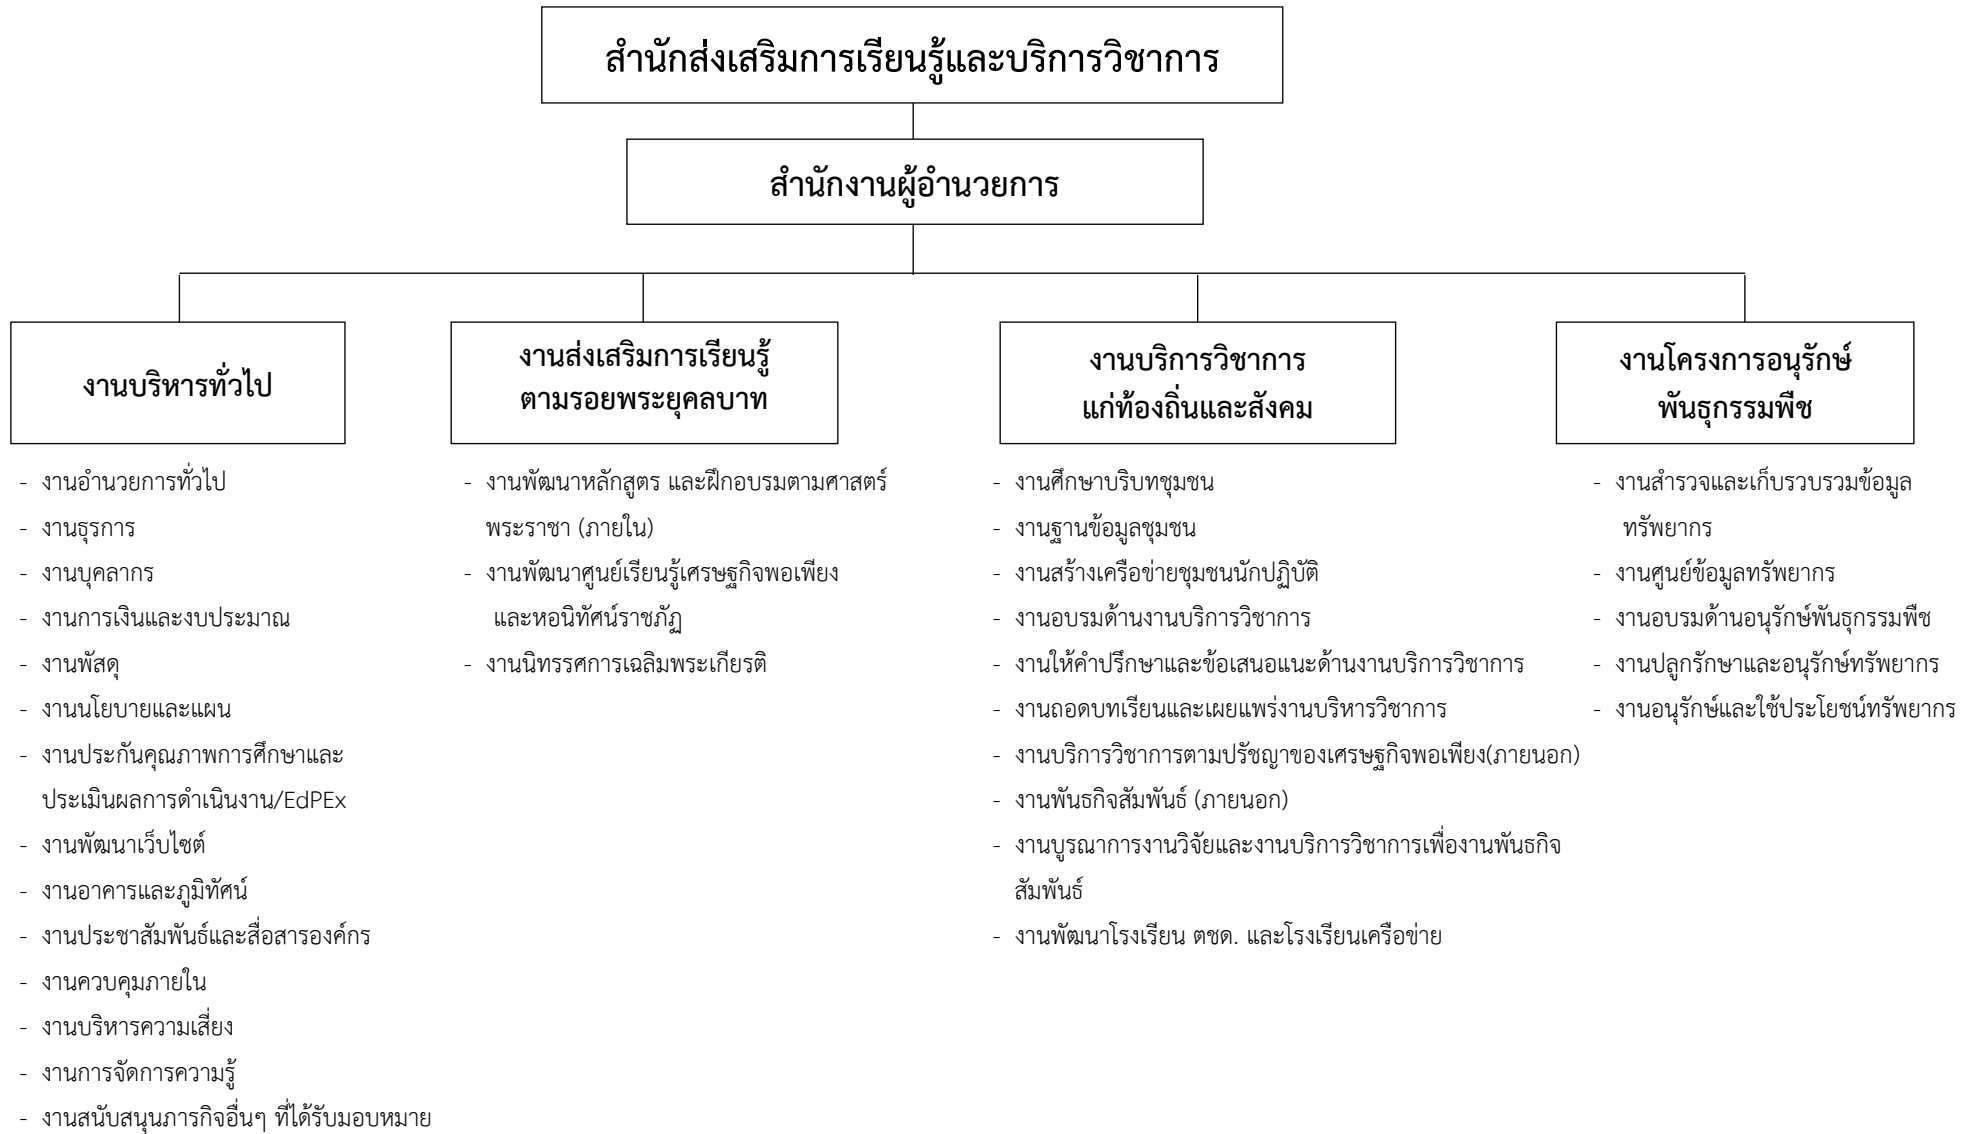 สำนักส่งเสริมการเรียนรู้และบริการวิชาการ
สำนักงานผู้อำนวยการ
งานบริหารทั่วไป
- งานอำนวยการทั่วไป
- งานธุรการ
- งานบุคลากร
- งานการเงินและงบประมาณ
- งานพัสดุ
- งานนโยบายและแผน
- งานประกันคุณภาพการศึกษาและ
ประเมินผลการดำเนินงาน/EdPEx
- งานพัฒนาเว็บไซต์
- งานอาคารและภูมิทัศน์
- งานประชาสัมพันธ์และสื่อสารองค์กร
- งานควบคุมภายใน
- งานบริหารความเสี่ยง
- งานการจัดการความรู้
- งานสนับสนุนภารกิจอื่นๆ ที่ได้รับมอบหมาย
งานส่งเสริมการเรียนรู้
ตามรอยพระยุคลบาท
- งานพัฒนาหลักสูตร และฝึกอบรมตามศาสตร์
พระราชา (ภายใน)
- งานพัฒนาศูนย์เรียนรู้เศรษฐกิจพอเพียง
และหอนิทัศน์ราชภัฏ
- งานนิทรรศการเฉลิมพระเกียรติ
งานบริการวิชาการ
แก่ท้องถิ่นและสังคม
- งานศึกษาบริบทชุมชน
- งานฐานข้อมูลชุมชน
- งานสร้างเครือข่ายชุมชนนักปฏิบัติ
- งานอบรมด้านงานบริการวิชาการ
- งานให้คำปรึกษาและข้อเสนอแนะด้านงานบริการวิชาการ
- งานถอดบทเรียนและเผยแพร่งานบริหารวิชาการ
- งานบริการวิชาการตามปรัชญาของเศรษฐกิจพอเพียง(ภายนอก)
- งานพันธกิจสัมพันธ์ (ภายนอก)
- งานบูรณาการงานวิจัยและงานบริการวิชาการเพื่องานพันธกิจ
สัมพันธ์
- งานพัฒนาโรงเรียน ตชด. และโรงเรียนเครือข่าย
งานโครงการอนุรักษ์
พันธุกรรมพืช
- งานสำรวจและเก็บรวบรวมข้อมูล
ทรัพยากร
- งานศูนย์ข้อมูลทรัพยากร
- งานอบรมด้านอนุรักษ์พันธุกรรมพืช
- งานปลูกรักษาและอนุรักษ์ทรัพยากร
- งานอนุรักษ์และใช้ประโยชน์ทรัพยากร